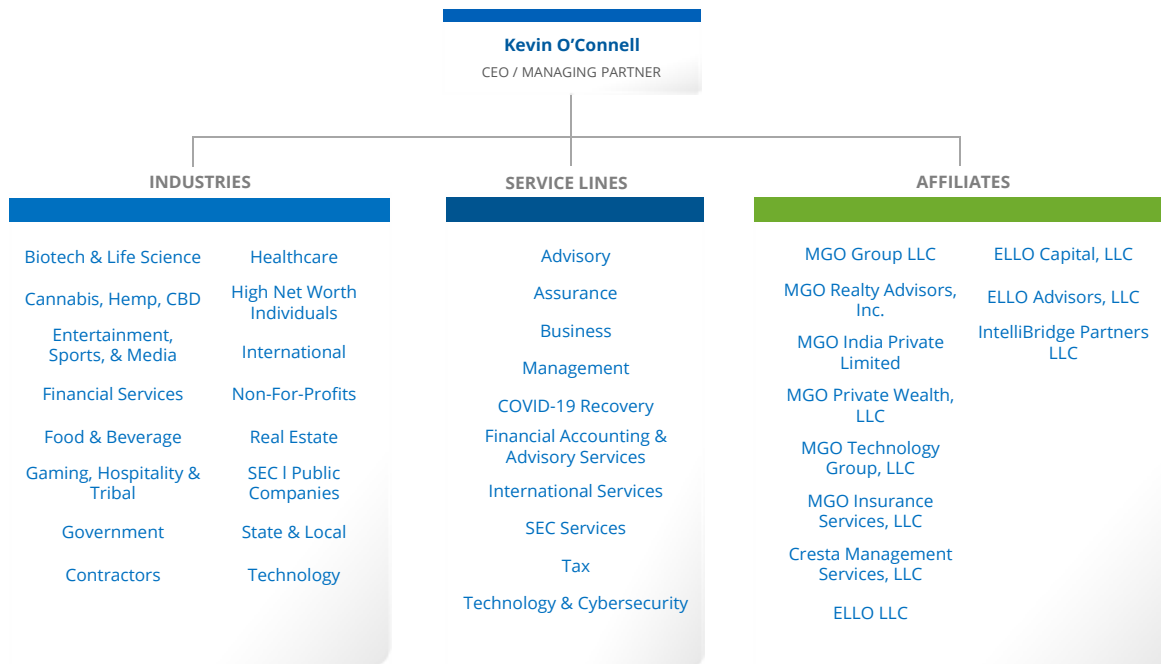 Kevin O’Connell
CEO / MANAGING PARTNER
INDUSTRIES
Biotech & Life Science
Cannabis, Hemp, CBD
Entertainment,
Sports, & Media
Financial Services
Food & Beverage
Gaming, Hospitality &
Tribal
Government
Contractors
Healthcare
High Net Worth
Individuals
International
Non-For-Profits
Real Estate
SEC l Public
Companies
State & Local
Technology
SERVICE LINES
Advisory
Assurance
Business
Management
COVID-19 Recovery
Financial Accounting &
Advisory Services
International Services
SEC Services
Tax
Technology & Cybersecurity
AFFILIATES
MGO Group LLC
MGO Realty Advisors,
Inc.
MGO India Private
Limited
MGO Private Wealth,
LLC
MGO Technology
Group, LLC
MGO Insurance
Services, LLC
Cresta Management
Services, LLC
ELLO LLC
ELLO Capital, LLC
ELLO Advisors, LLC
IntelliBridge Partners
LLC